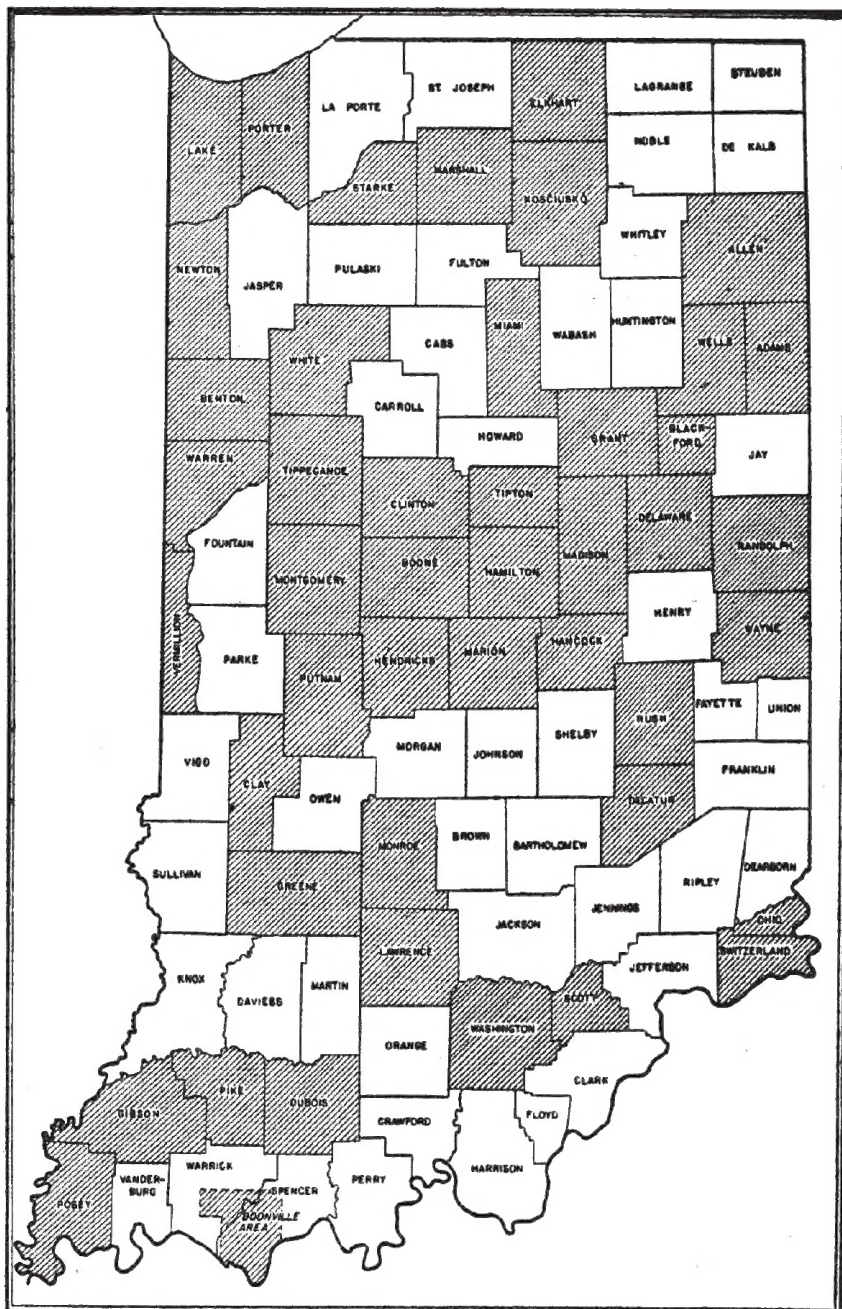 ST. JOSEPH
ELKHART
LAGRANGE
STEUBEN
LA PORTE
PORTER
LAKE
NOBLE
DE KALB
MARSHALL
STARKE
KOSCIUSKO
WHITLEY
ALLEN
NEWTON
JASPER
PULASKI
FULTON
MIAMI
WABASH
HUNTINGTON
WELLS
ADAMS
CASS
WHITE
BENTON
CARROLL
HOWARD
GRANT
BLACK-
FORD
JAY
WARREN
TIPPECANOE
CLINTON
TIPTON
DELAWARE
RANDOLPH
FOUNTAIN
MONTGOMERY
BOONE
HAMILTON
MADISON
HENRY
WAYNE
VERMILLION
PARKE
PUTNAM
HENDRICKS
MARION
HANCOCK
RUSH
FAYETTE
UNION
VIGO
CLAY
OWEN
MORGAN
JOHNSON
SHELBY
FRANKLIN
DECATUR
MONROE
BROWN
BARTHOLOMEW
SULLIVAN
GREENE
JACKSON
JENNINGS
RIPLEY
DEARBORN
OHIO
SWITZERLAND
LAWRENCE
JEFFERSON
KNOX
DAVIESS
MARTIN
SCOTT
WASHINGTON
ORANGE
CLARK
GIBSON
PIKE
DUBOIS
CRAWFORD
FLOYD
HARRISON
WARRICK
VANDER-
BURG
SPENCER
PERRY
POSEY
BOONVILLE
AREA